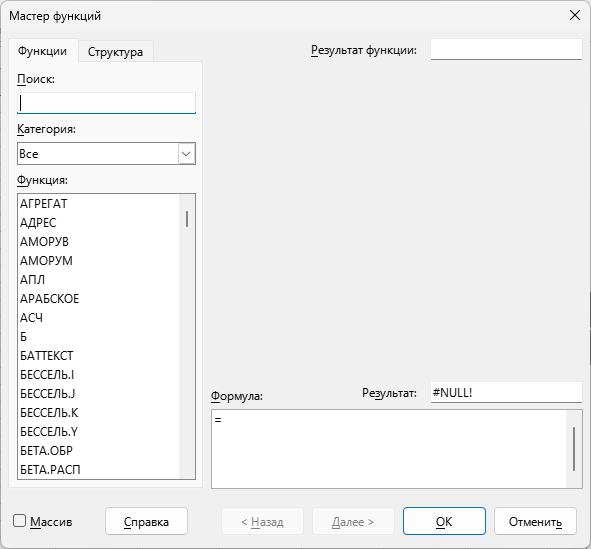 Мастер функций
Функции
Структура
Результат функции:
Поиск:
Категория:
Все
Функция:
АГРЕГАТ
АДРЕС
АМОРУВ
АМОРУМ
АПЛ
АРАБСКОЕ
АСЧ
Б
БАТТЕКСТ
БЕССЕЛЬ.I
БЕССЕЛЬ.J
БЕССЕЛЬ.K
БЕССЕЛЬ.Y
БЕТА.ОБР
БЕТА.РАСП
Формула:
Результат:
#NULL!
=
Массив
Справка
< Назад
Далее >
ОК
Отменить